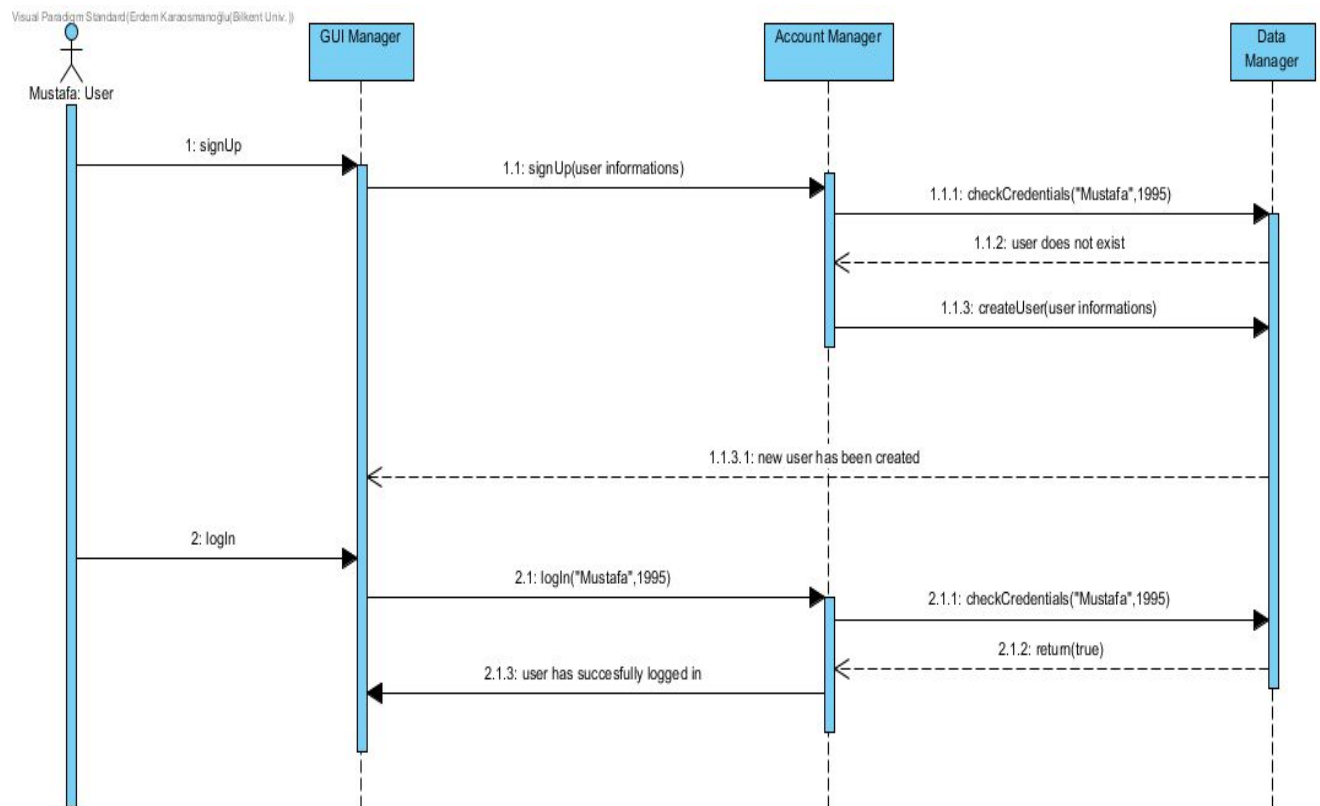 Visual Paradigm Standard(Erdem Karaosmanoğlu(Bilkent Univ.))
GUI Manager
Account Manager
Data
Manager
Mustafa: User
1: signUp
1.1: signUp(user informations)
1.1.1: checkCredentials("Mustafa",1995)
1.1.2: user does not exist
1.1.3: createUser(user informations)
1.1.3.1: new user has been created
2: logIn
2.1: logIn("Mustafa",1995)
2.1.1: checkCredentials("Mustafa",1995)
2.1.2: return(true)
2.1.3: user has succesfully logged in